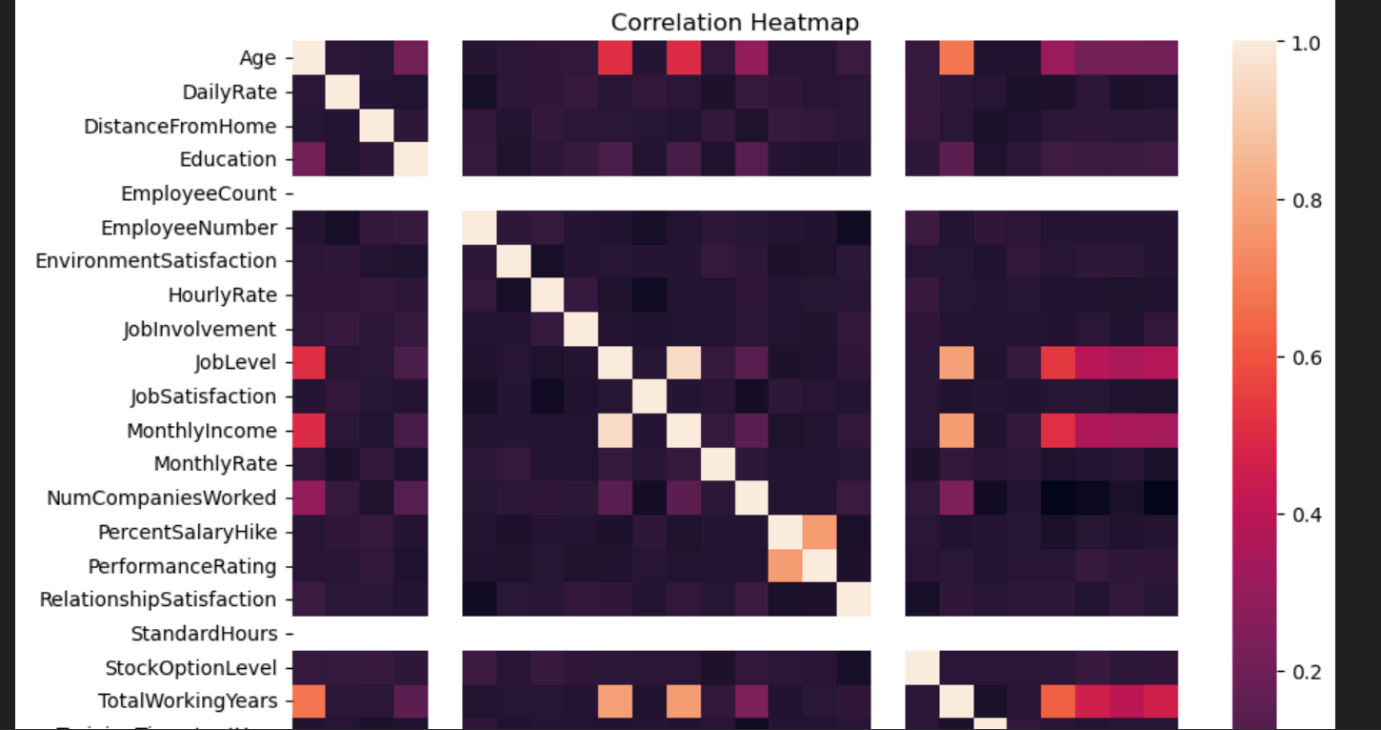 Correlation Heatmap
Age
DailyRate
DistanceFromHome
Education
EmployeeCount
EmployeeNumber
EnvironmentSatisfaction
HourlyRate
JobInvolvement
JobLevel
JobSatisfaction
MonthlyIncome
MonthlyRate
NumCompaniesWorked
PercentSalaryHike
PerformanceRating
RelationshipSatisfaction
StandardHours
StockOptionLevel
TotalWorkingYears
1.0
0.8
0.6
0.4
0.2